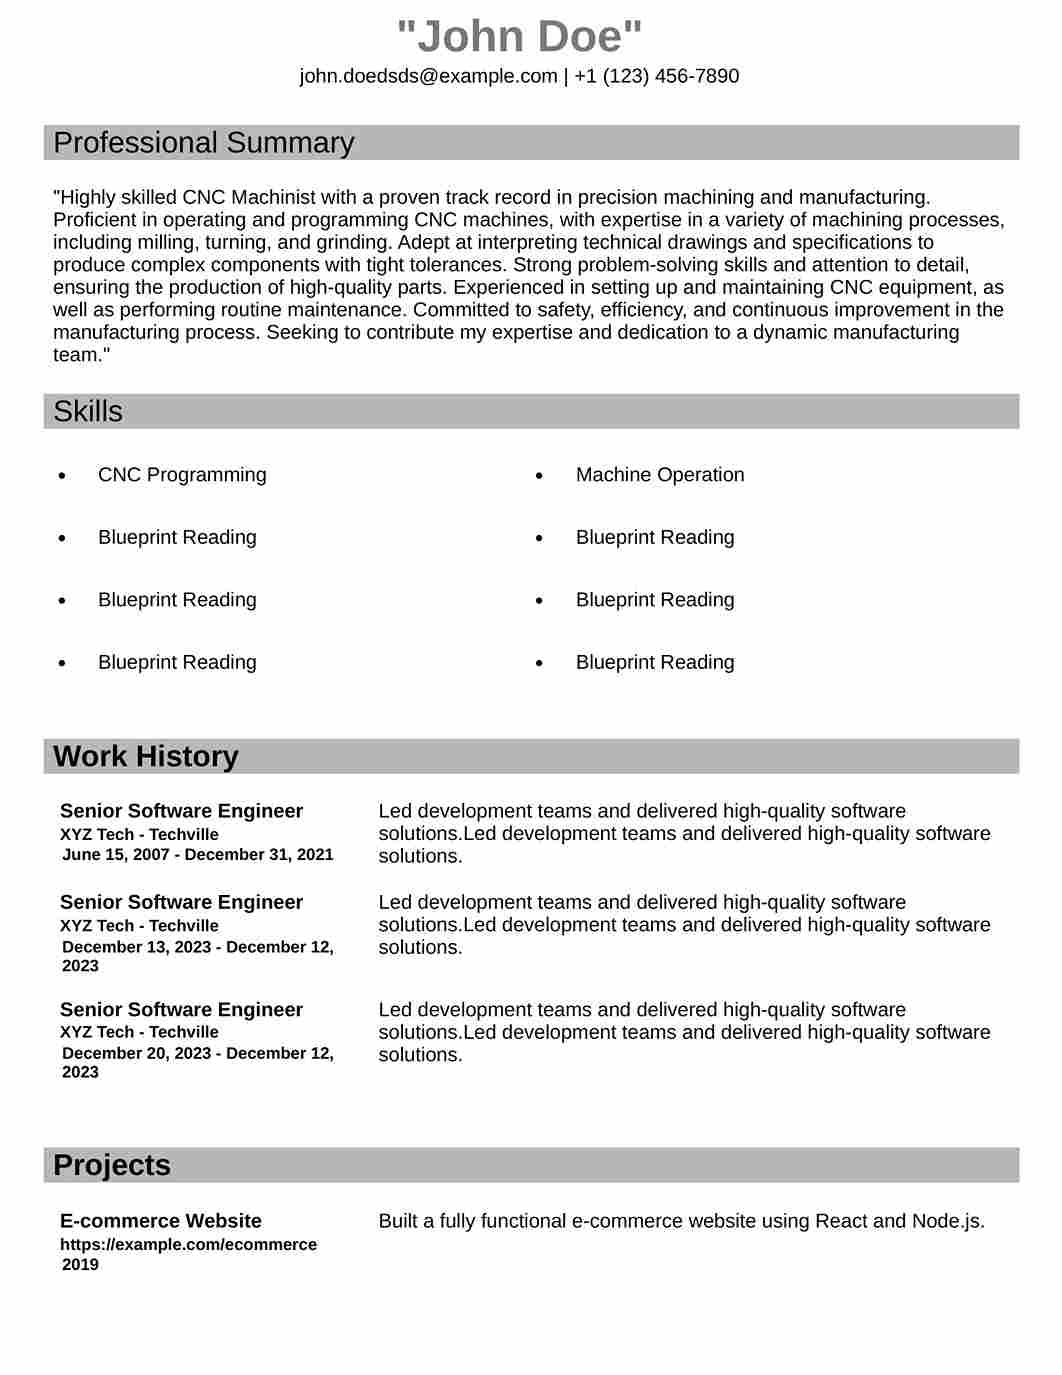 "John Doe"
john.doedsds@example.com | +1 (123) 456-7890
Professional Summary
"Highly skilled CNC Machinist with a proven track record in precision machining and manufacturing.
Proficient in operating and programming CNC machines, with expertise in a variety of machining processes,
including milling, turning, and grinding. Adept at interpreting technical drawings and specifications to
produce complex components with tight tolerances. Strong problem-solving skills and attention to detail,
ensuring the production of high-quality parts. Experienced in setting up and maintaining CNC equipment, as
well as performing routine maintenance. Committed to safety, efficiency, and continuous improvement in the
manufacturing process. Seeking to contribute my expertise and dedication to a dynamic manufacturing
team."
Skills
• CNC Programming
• Machine Operation
• Blueprint Reading
• Blueprint Reading
• Blueprint Reading
• Blueprint Reading
• Blueprint Reading
• Blueprint Reading
Work History
Senior Software Engineer
XYZ Tech - Techville
June 15, 2007 - December 31, 2021
Led development teams and delivered high-quality software
solutions.Led development teams and delivered high-quality software
solutions.
Senior Software Engineer
XYZ Tech - Techville
December 13, 2023 - December 12,
2023
Led development teams and delivered high-quality software
solutions.Led development teams and delivered high-quality software
solutions.
Senior Software Engineer
XYZ Tech - Techville
December 20, 2023 - December 12,
2023
Led development teams and delivered high-quality software
solutions.Led development teams and delivered high-quality software
solutions.
Projects
E-commerce Website
https://example.com/ecommerce
2019
Built a fully functional e-commerce website using React and Node.js.